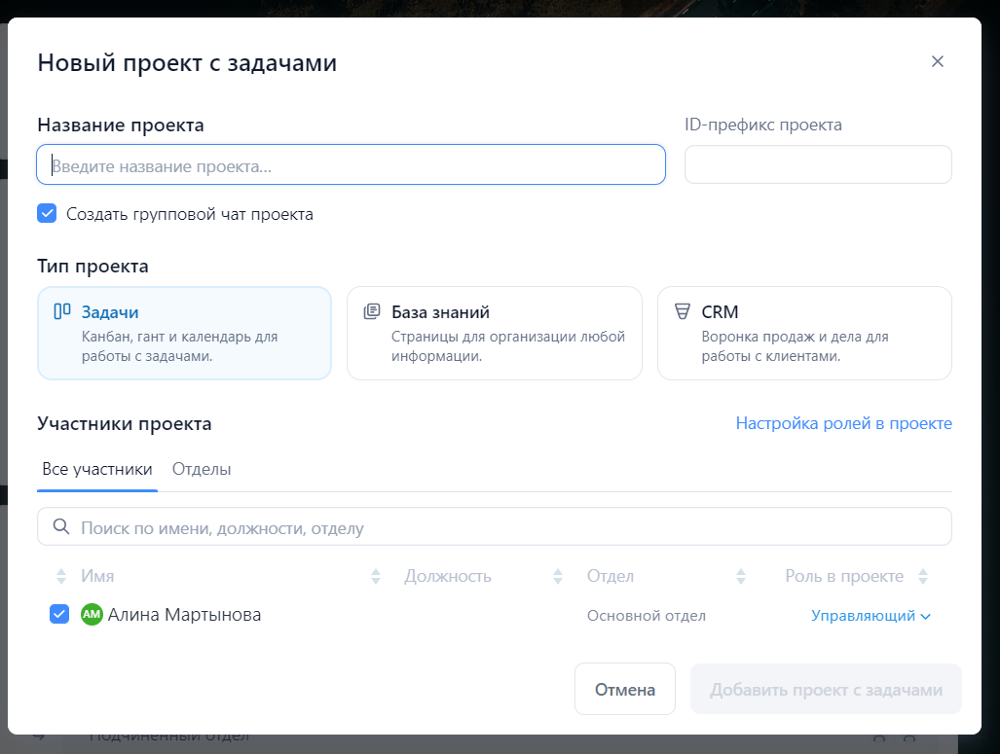 Новый проект с задачами
Название проекта
ID-префикс проекта
Введите название проекта...
Создать групповой чат проекта
Тип проекта
Задачи
Канбан, гант и календарь для
работы с задачами.
База знаний
Страницы для организации любой
информации.
CRM
Воронка продаж и дела для
работы с клиентами.
Участники проекта
Настройка ролей в проекте
Все участники
Отделы
Поиск по имени, должности, отделу
Имя
Должность
Отдел
Роль в проекте
АМ
Алина Мартынова
Основной отдел
Управляющий
Отмена
Добавить проект с задачами
Подчиненный отдел